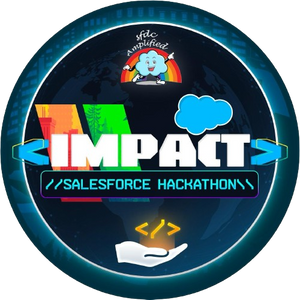 sfdc
Amplified
<IMPACT>
//SALESFORCE HACKATHON\\
</>